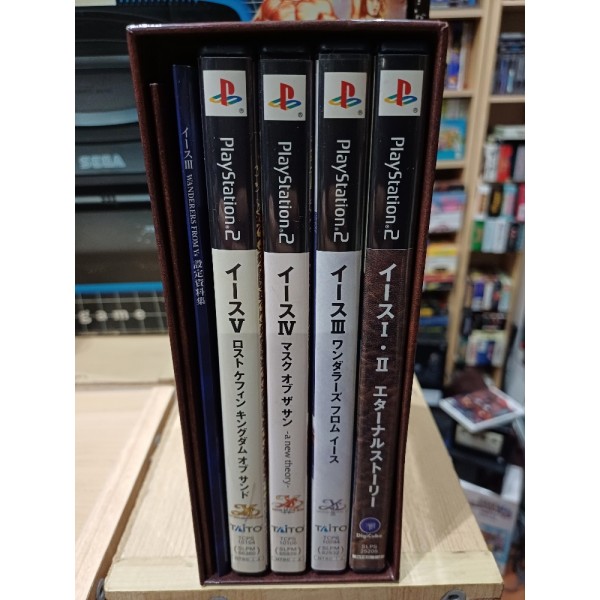 SEGA
game
イースIII WANDERERS FROM Ys 設定資料集
PlayStation®2
イースV ロストケフィンキングダム オブ サンド
TAITO
PlayStation®2
イースIV マスク オブ ザ サン -a new theory-
TAITO
PlayStation®2
イースIII ワンダラーズ フロム イース
TAITO
PlayStation®2
イースI・II エターナルストーリー
DigiCube